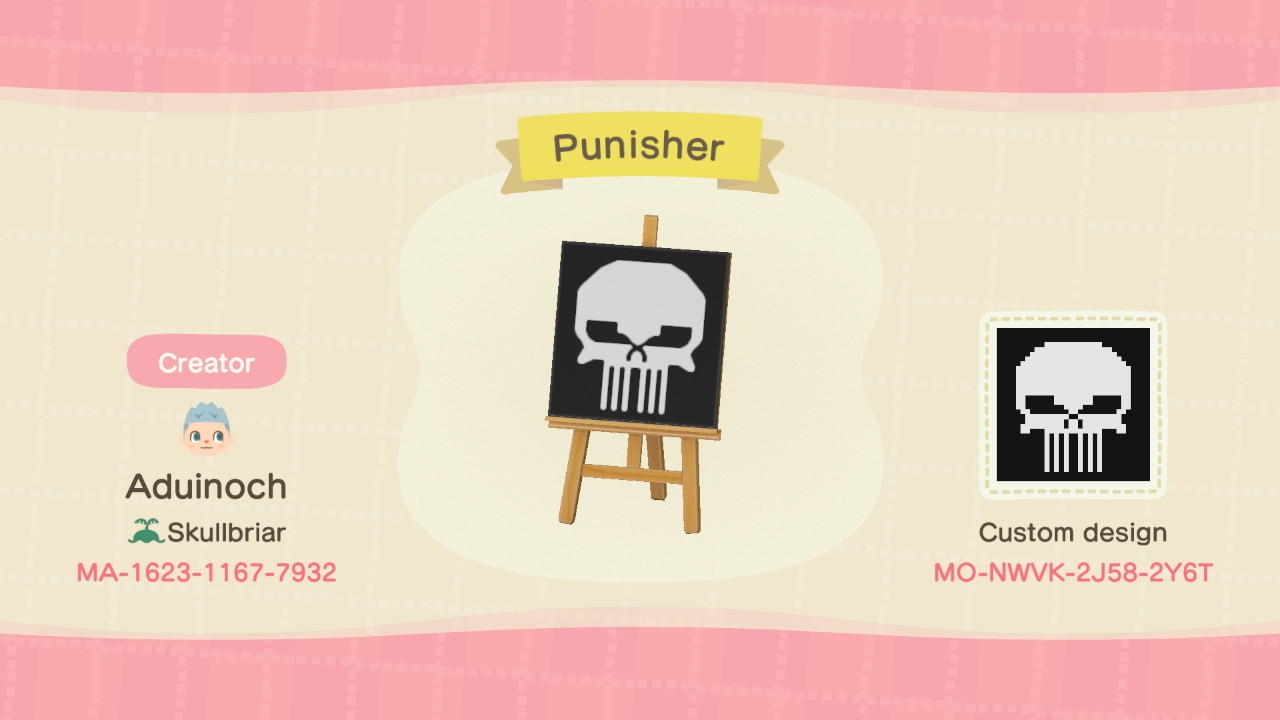 Punisher
Creator
Aduinoch
Skullbriar
MA-1623-1167-7932
Custom design
MO-NWVK-2J58-2Y6T